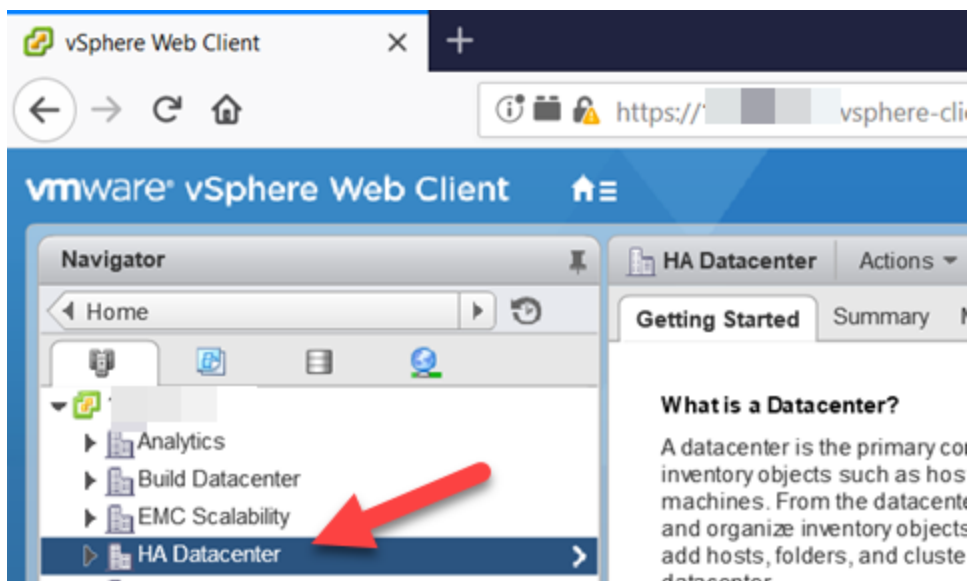 vSphere Web Client
https://
vsphere-cli
vmware® vSphere Web Client
Navigator
Home
Analytics
Build Datacenter
EMC Scalability
HA Datacenter
HA Datacenter Actions
Getting Started Summary
What is a Datacenter?
A datacenter is the primary con
inventory objects such as hos
machines. From the datacente
and organize inventory objects
add hosts, folders, and cluste
datacenter